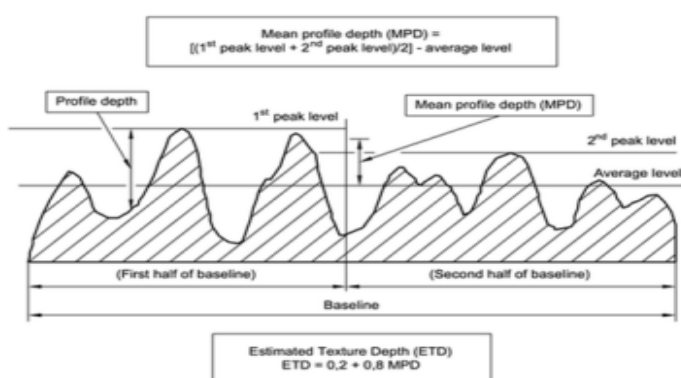 Mean profile depth (MPD) =
[(1st peak level + 2nd peak level)/2] - average level
Profile depth
1st peak level
Mean profile depth (MPD)
2nd peak level
Average level
(First half of baseline)
(Second half of baseline)
Baseline
Estimated Texture Depth (ETD)
ETD = 0,2 + 0,8 MPD